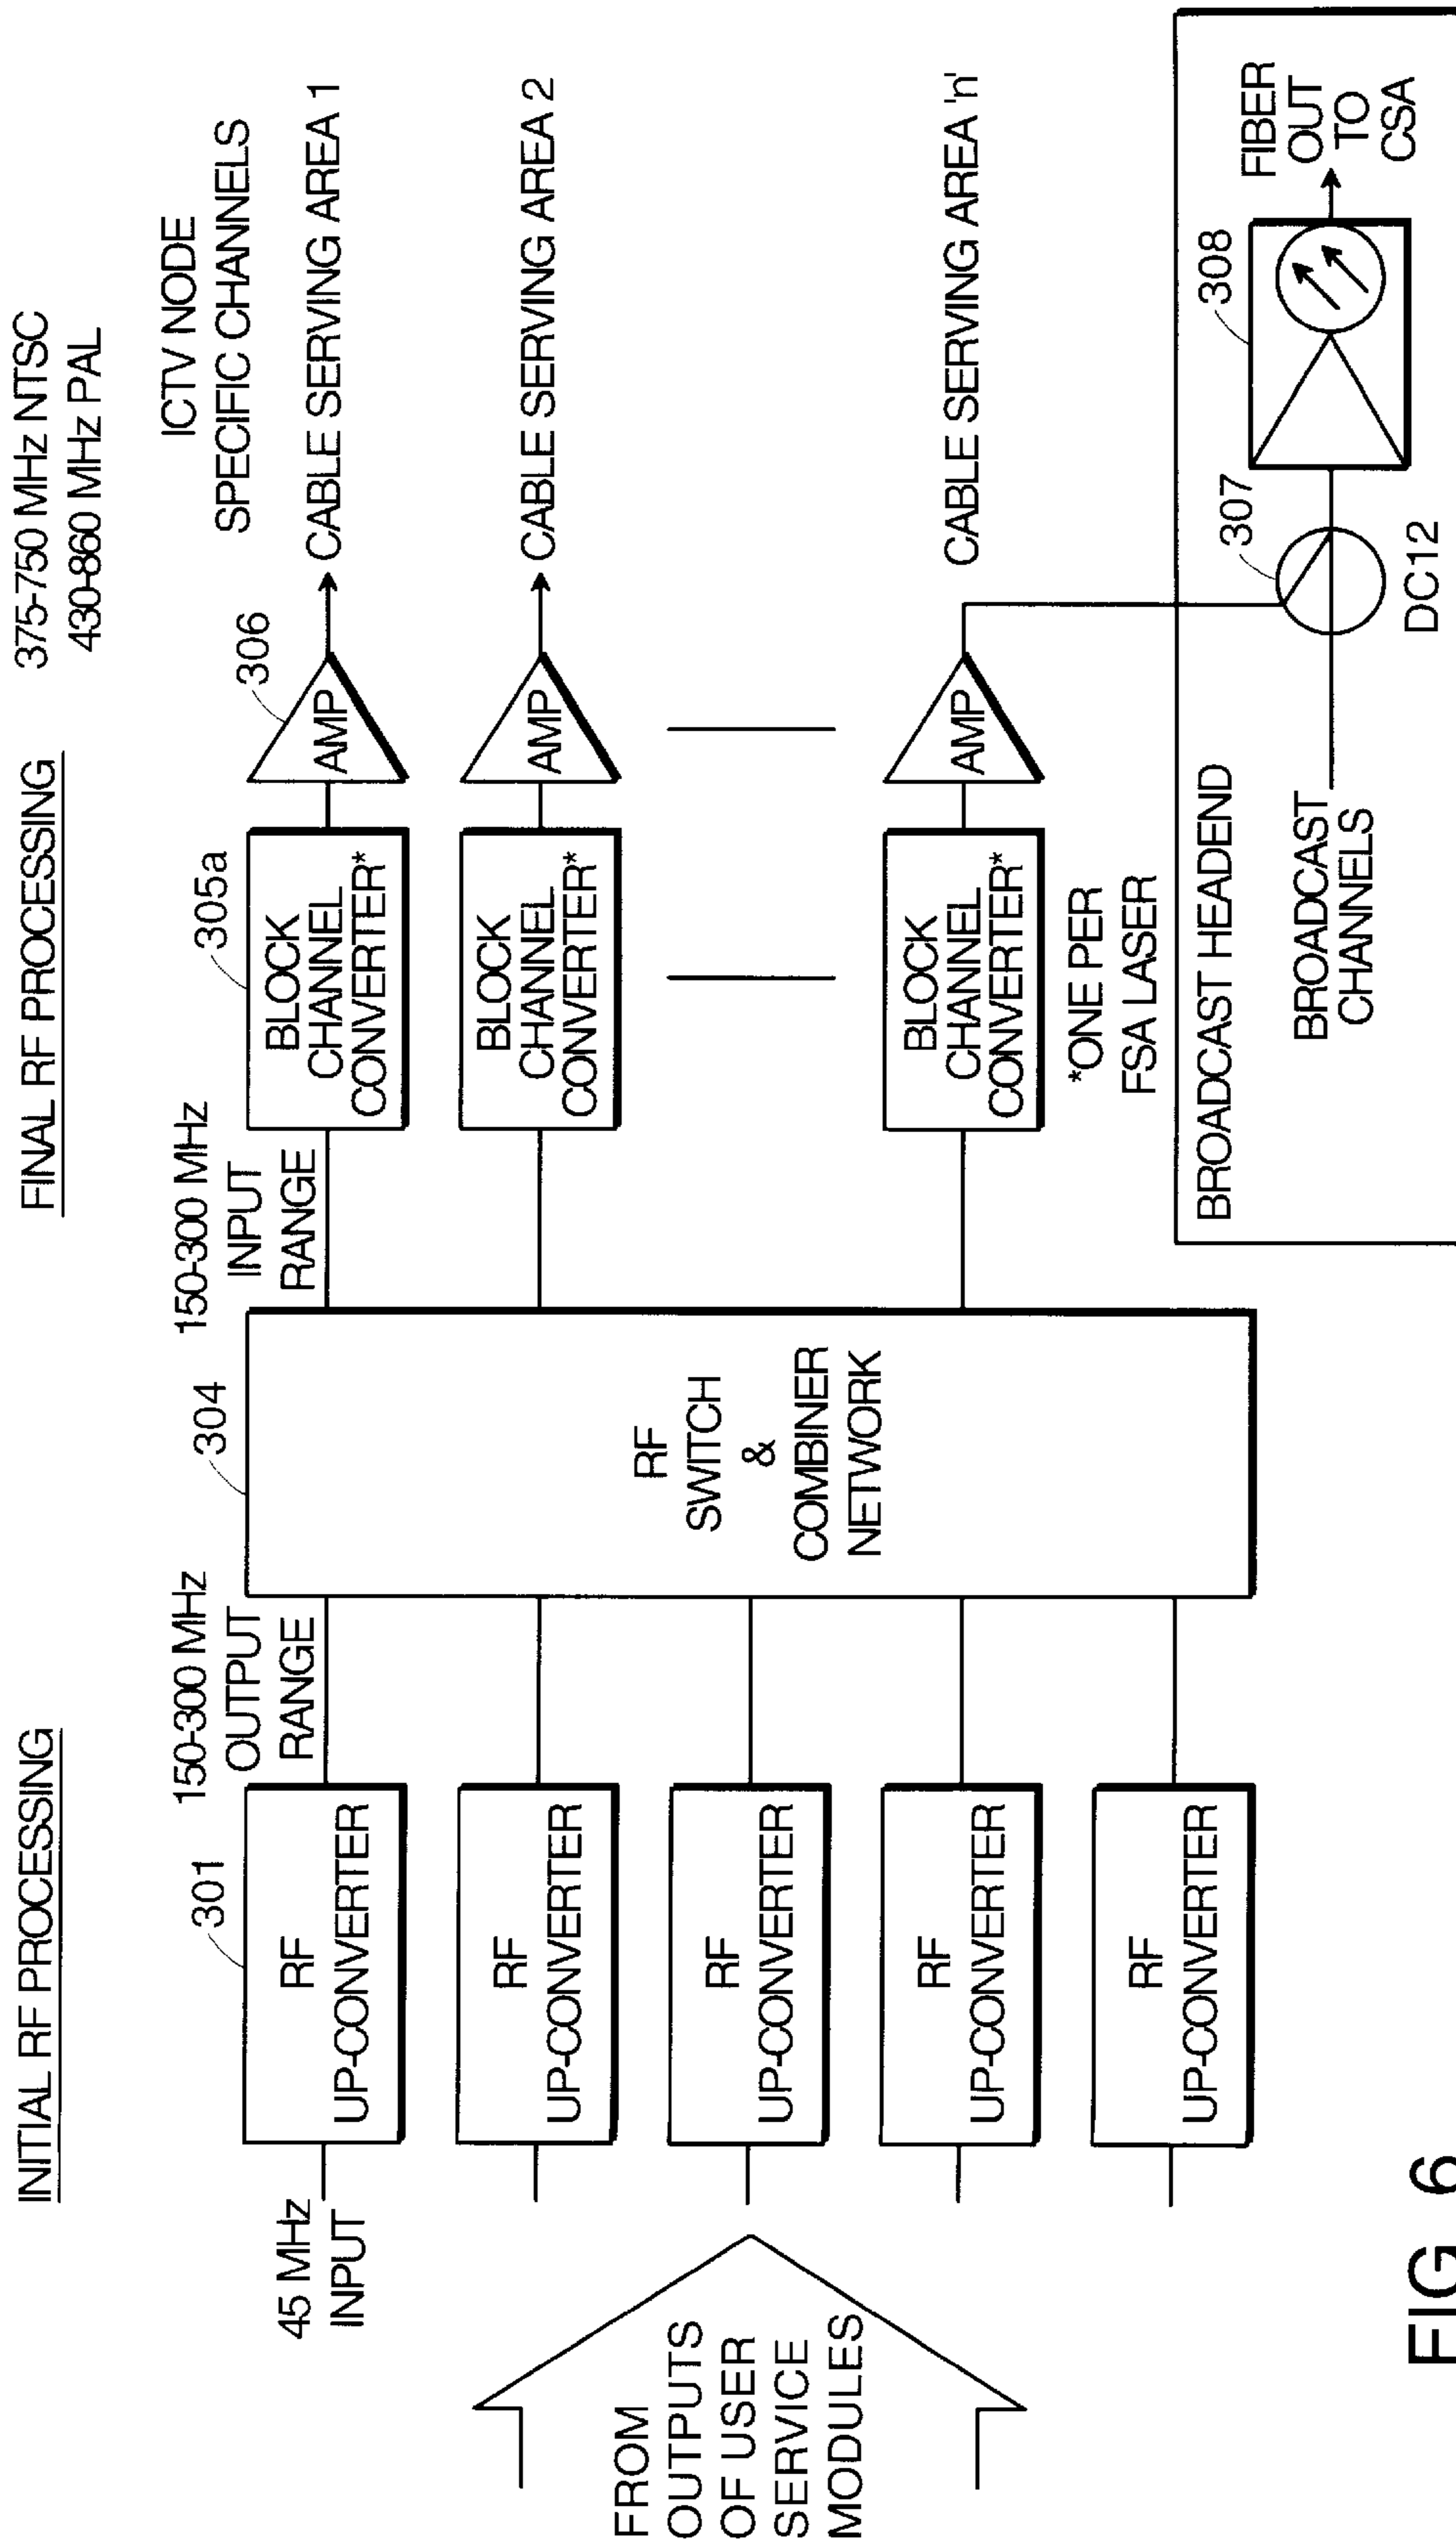 INITIAL RF PROCESSING
FINAL RF PROCESSING
375-750 MHz NTSC
430-860 MHz PAL
ICTV NODE
SPECIFIC CHANNELS
FROM
OUTPUTS
OF USER
SERVICE
MODULES
45 MHz
INPUT
301
RF
UP-CONVERTER
RF
UP-CONVERTER
RF
UP-CONVERTER
RF
UP-CONVERTER
RF
UP-CONVERTER
150-300 MHz
OUTPUT
RANGE
304
RF
SWITCH
&
COMBINER
NETWORK
150-300 MHz
INPUT
RANGE
305a
BLOCK
CHANNEL
CONVERTER*
BLOCK
CHANNEL
CONVERTER*
BLOCK
CHANNEL
CONVERTER*
*ONE PER
FSA LASER
306
AMP
AMP
AMP
CABLE SERVING AREA 1
CABLE SERVING AREA 2
CABLE SERVING AREA 'n'
BROADCAST HEADEND
BROADCAST
CHANNELS
307
DC12
308
FIBER
OUT
TO
CSA
FIG 6